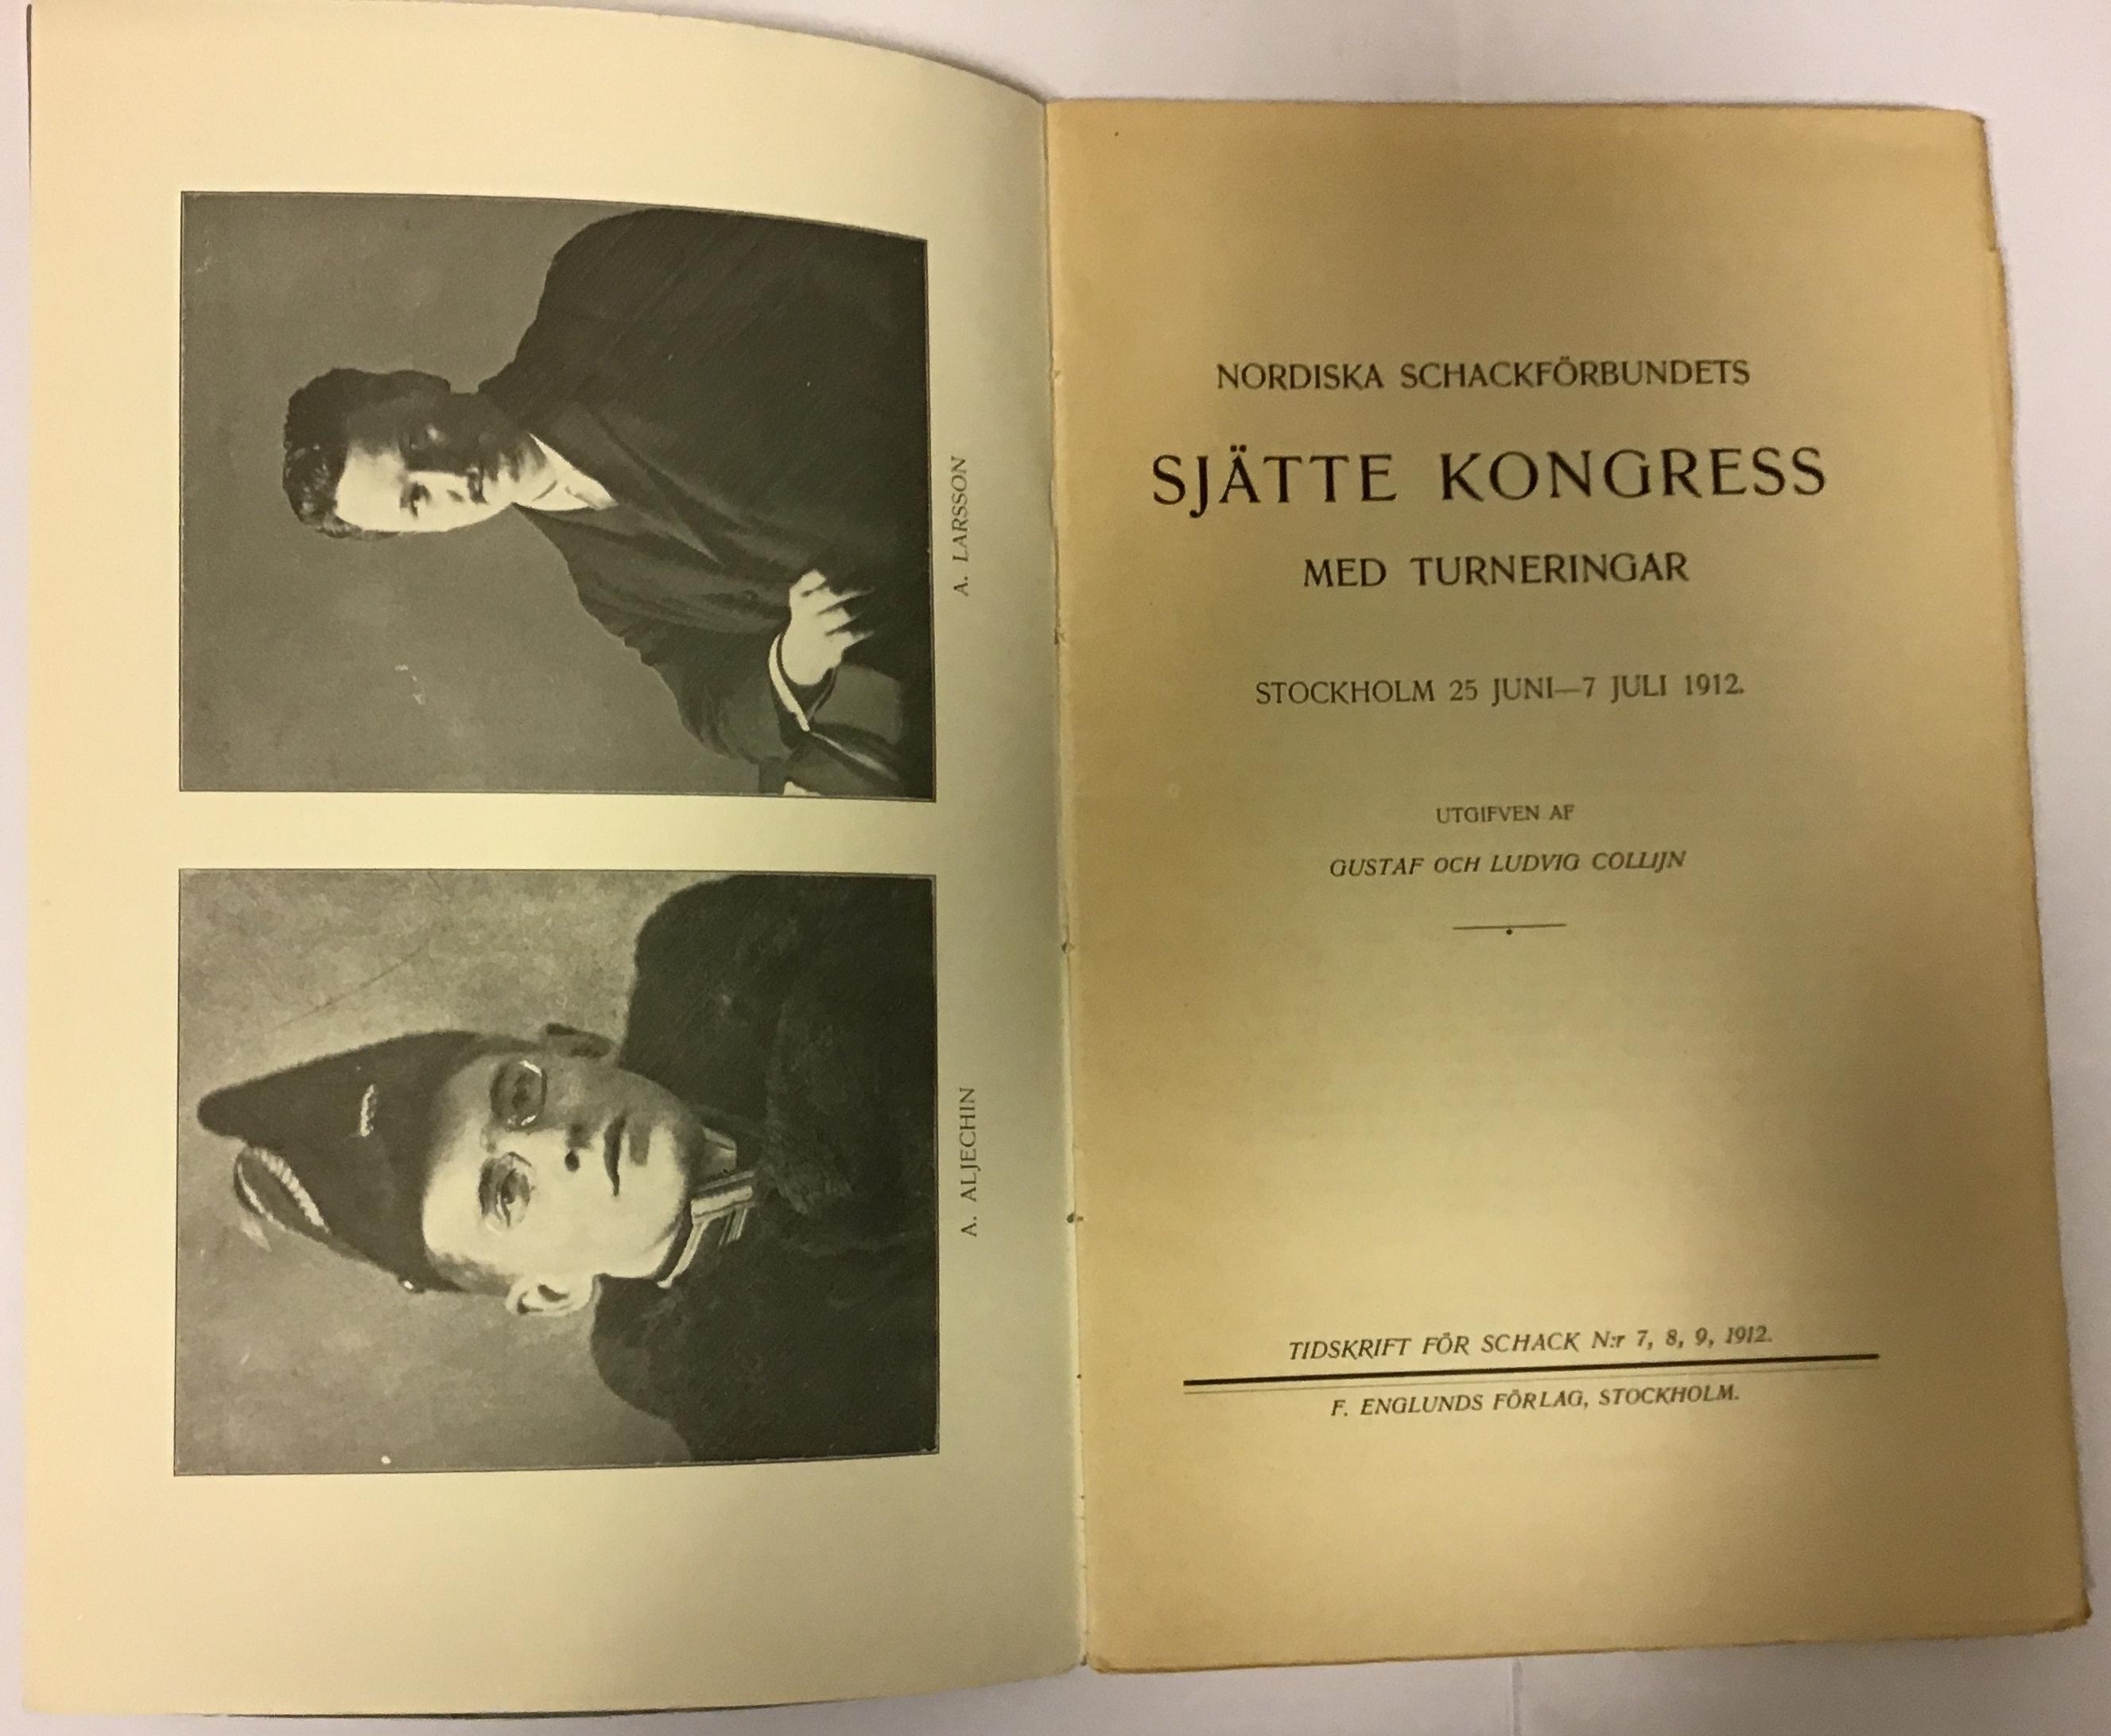 A. LARSSON
A. ALJECHIN
NORDISKA SCHACKFÖRBUNDETS
SJÄTTE KONGRESS
MED TURNERINGAR
STOCKHOLM 25 JUNI—7 JULI 1912.
UTGIFVEN AF
GUSTAF OCH LUDVIG COLLIJN
TIDSKRIFT FÖR SCHACK N:r 7, 8, 9, 1912.
F. ENGLUNDS FÖRLAG, STOCKHOLM.